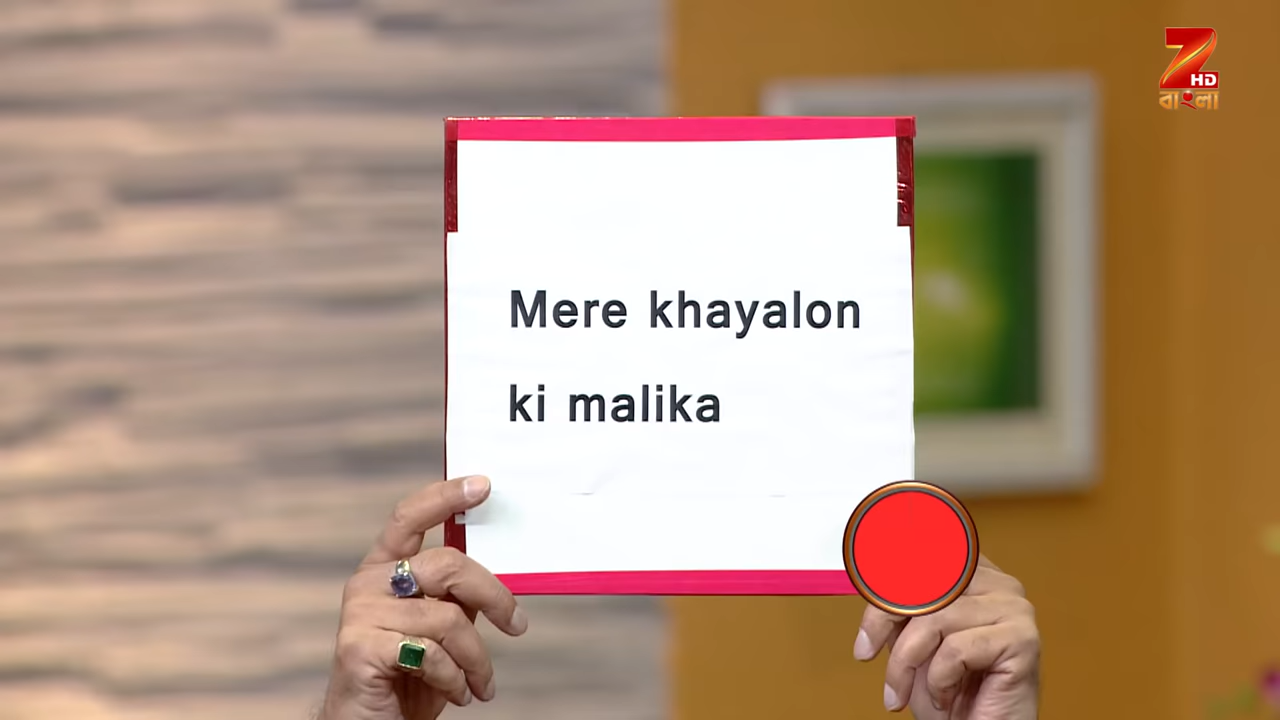 HD
বাংলা
Mere khayalon
ki malika